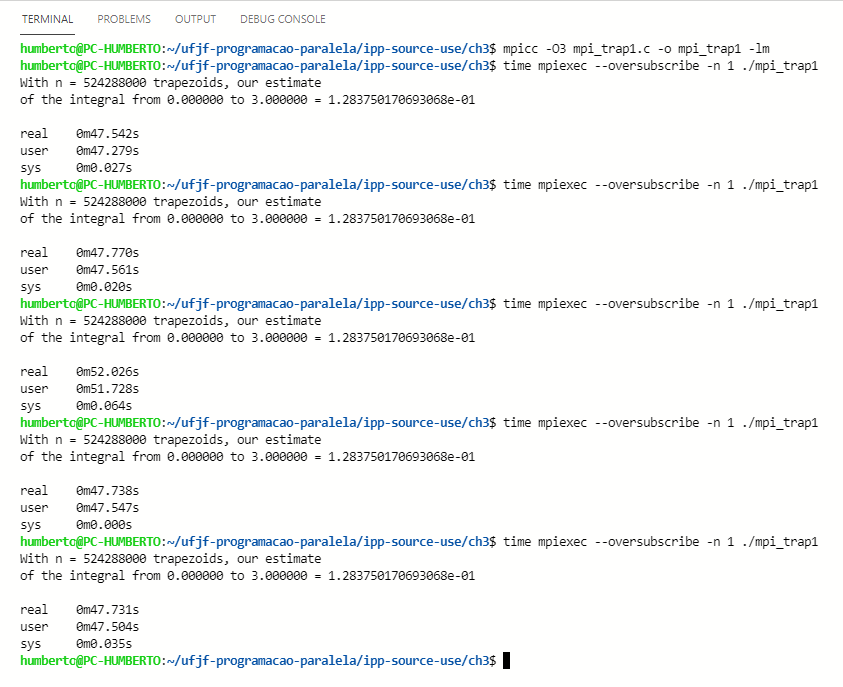 TERMINAL PROBLEMS OUTPUT DEBUG CONSOLE
humberto@PC-HUMBERTO:~/ufjf-programacao-paralela/ipp-source-use/ch3$ mpicc -O3 mpi_trap1.c -o mpi_trap1 -lm
humberto@PC-HUMBERTO:~/ufjf-programacao-paralela/ipp-source-use/ch3$ time mpiexec --oversubscribe -n 1 ./mpi_trap1
With n = 524288000 trapezoids, our estimate
of the integral from 0.000000 to 3.000000 = 1.283750170693068e-01
real 0m47.542s
user 0m47.279s
sys 0m0.027s
humberto@PC-HUMBERTO:~/ufjf-programacao-paralela/ipp-source-use/ch3$ time mpiexec --oversubscribe -n 1 ./mpi_trap1
With n = 524288000 trapezoids, our estimate
of the integral from 0.000000 to 3.000000 = 1.283750170693068e-01
real 0m47.770s
user 0m47.561s
sys 0m0.020s
humberto@PC-HUMBERTO:~/ufjf-programacao-paralela/ipp-source-use/ch3$ time mpiexec --oversubscribe -n 1 ./mpi_trap1
With n = 524288000 trapezoids, our estimate
of the integral from 0.000000 to 3.000000 = 1.283750170693068e-01
real 0m52.026s
user 0m51.728s
sys 0m0.064s
humberto@PC-HUMBERTO:~/ufjf-programacao-paralela/ipp-source-use/ch3$ time mpiexec --oversubscribe -n 1 ./mpi_trap1
With n = 524288000 trapezoids, our estimate
of the integral from 0.000000 to 3.000000 = 1.283750170693068e-01
real 0m47.738s
user 0m47.547s
sys 0m0.000s
humberto@PC-HUMBERTO:~/ufjf-programacao-paralela/ipp-source-use/ch3$ time mpiexec --oversubscribe -n 1 ./mpi_trap1
With n = 524288000 trapezoids, our estimate
of the integral from 0.000000 to 3.000000 = 1.283750170693068e-01
real 0m47.731s
user 0m47.504s
sys 0m0.035s
humberto@PC-HUMBERTO:~/ufjf-programacao-paralela/ipp-source-use/ch3$